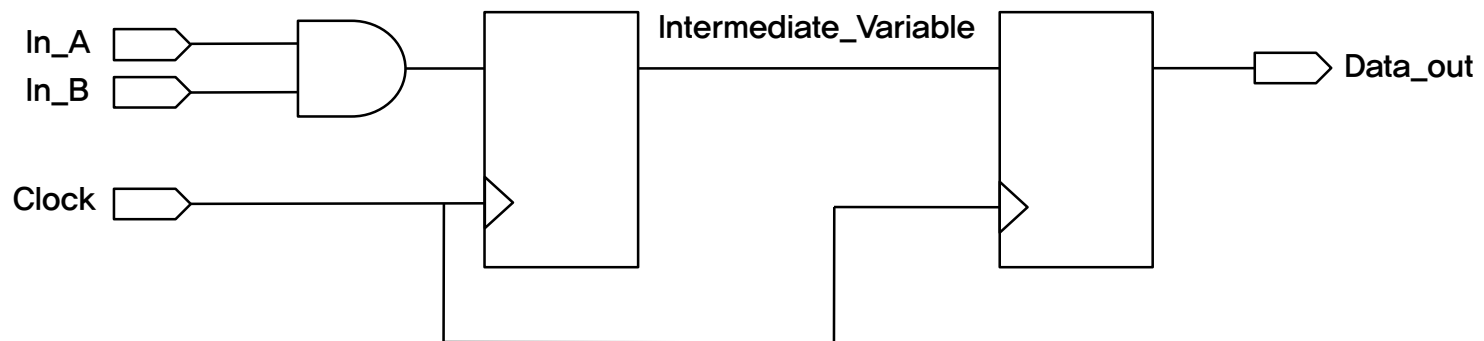 In_A
In_B
Clock
Intermediate_Variable
Data_out